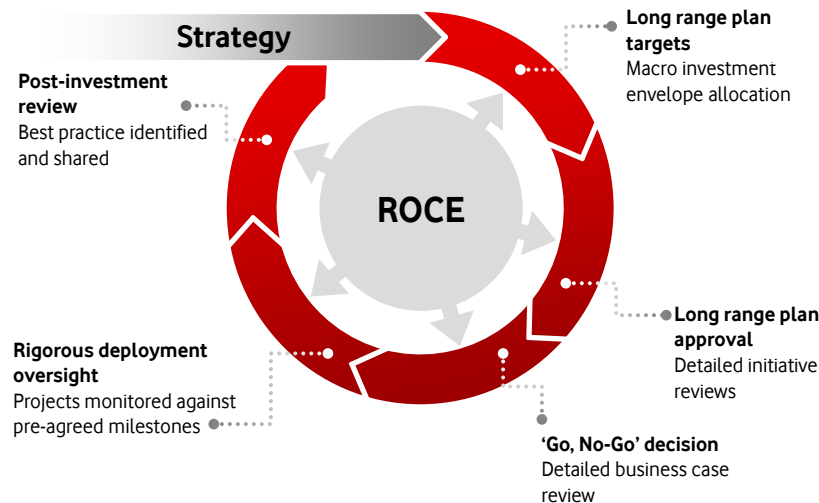 Strategy
Long range plan
targets
Macro investment
envelope allocation
Long range plan
approval
Detailed initiative
reviews
‘Go, No-Go’ decision
Detailed business case
review
Rigorous deployment
oversight
Projects monitored against
pre-agreed milestones
Post-investment
review
Best practice identified
and shared
ROCE